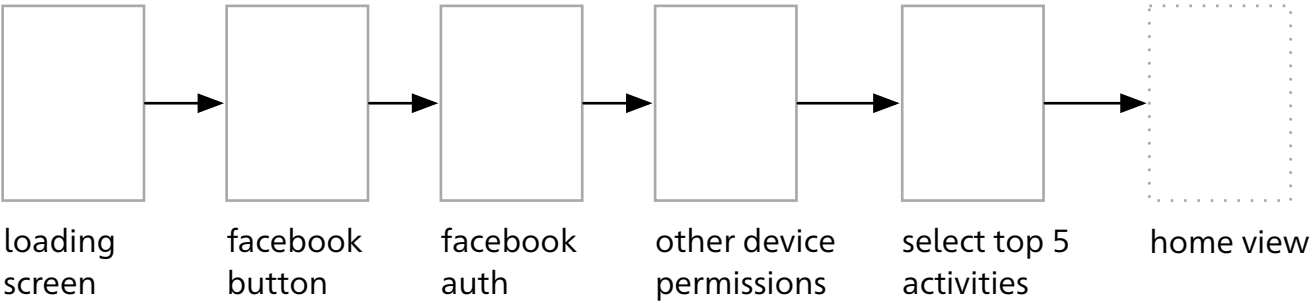 loading
screen
facebook
button
facebook
auth
other device
permissions
select top 5
activities
home view